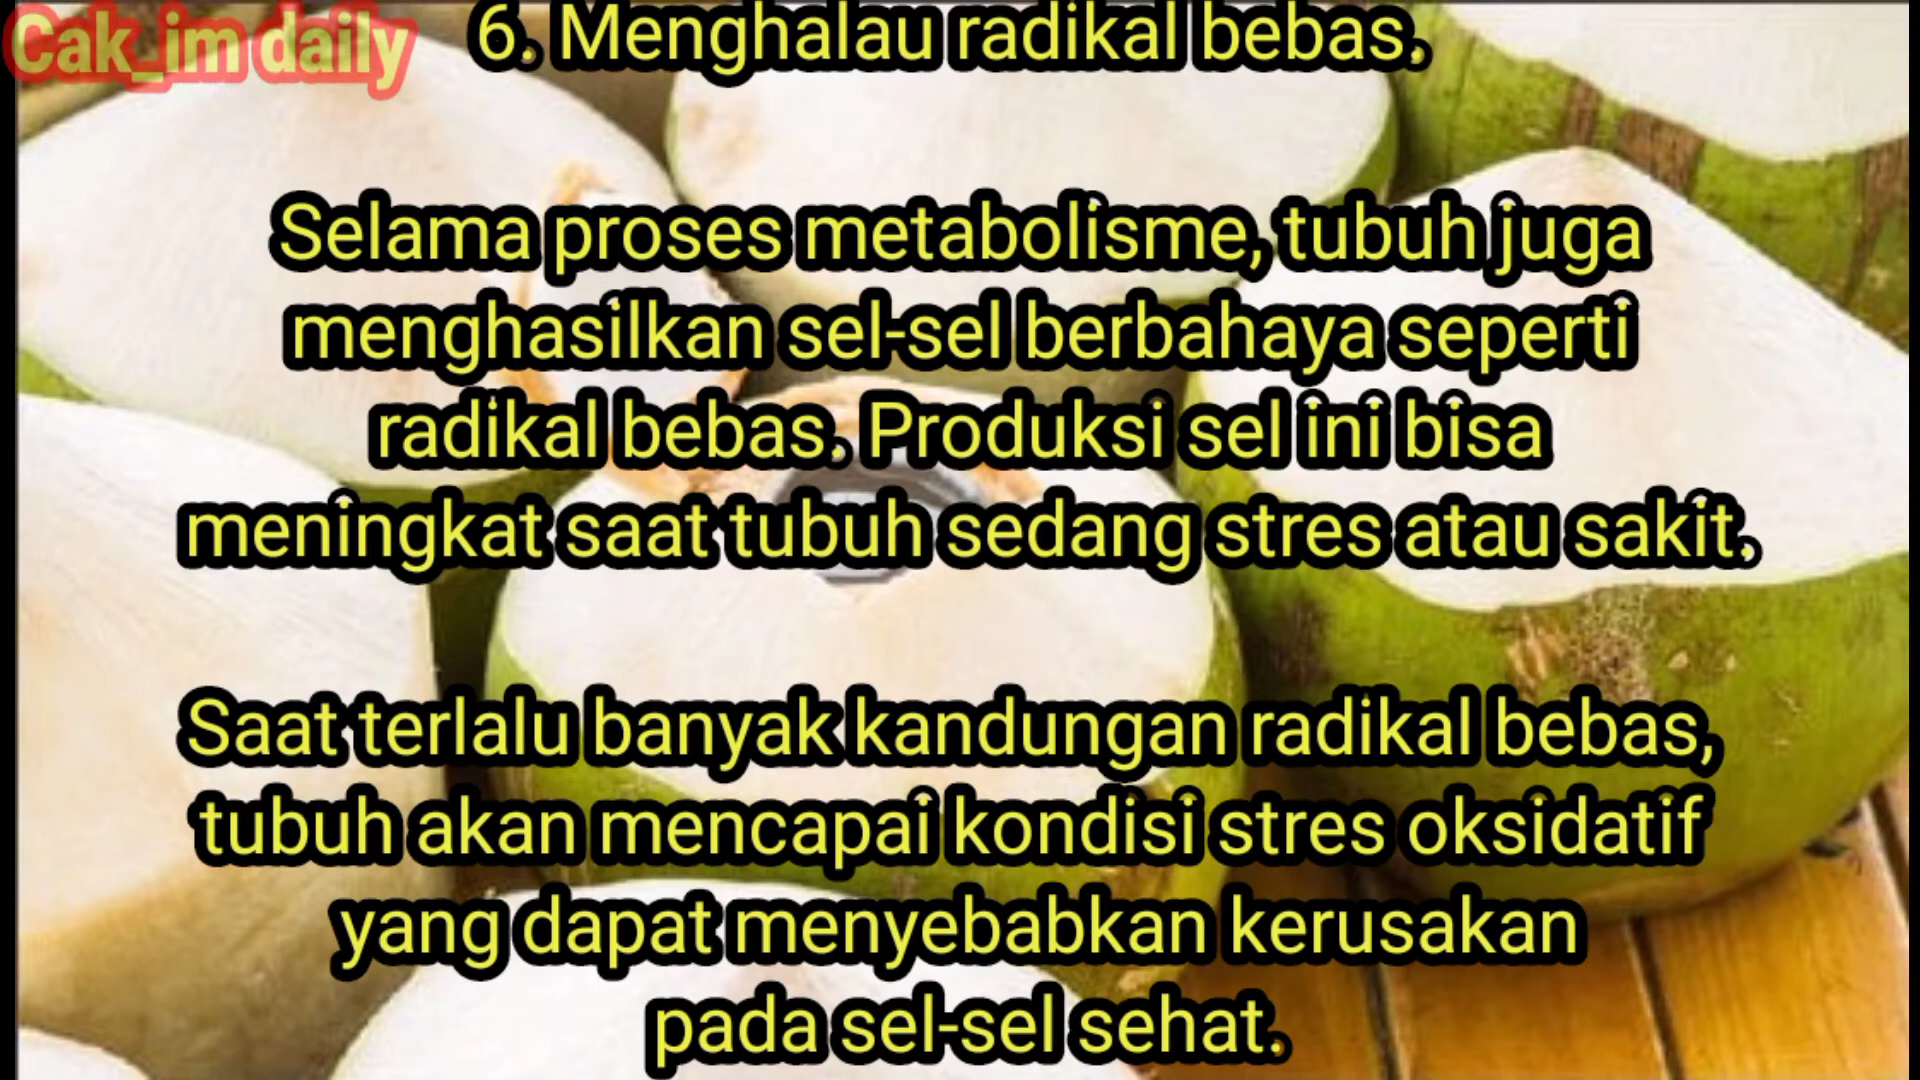 Cak_im daily
6. Menghalau radikal bebas.
Selama proses metabolisme, tubuh juga
menghasilkan sel-sel berbahaya seperti
radikal bebas. Produksi sel ini bisa
meningkat saat tubuh sedang stres atau sakit.
Saat terlalu banyak kandungan radikal bebas,
tubuh akan mencapai kondisi stres oksidatif
yang dapat menyebabkan kerusakan
pada sel-sel sehat.